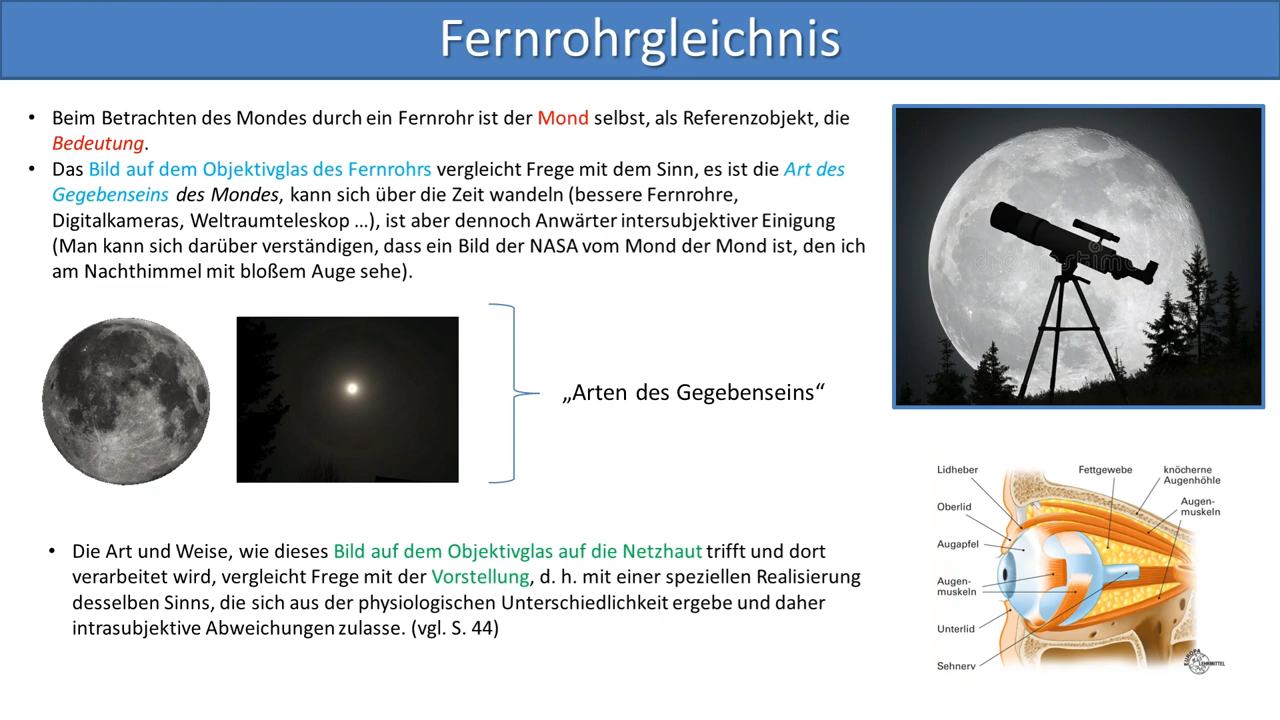 Fernrohrgleichnis
• Beim Betrachten des Mondes durch ein Fernrohr ist der Mond selbst, als Referenzobjekt, die
Bedeutung.
• Das Bild auf dem Objektivglas des Fernrohrs vergleicht Frege mit dem Sinn, es ist die Art des
Gegebenseins des Mondes, kann sich über die Zeit wandeln (bessere Fernrohre,
Digitalkameras, Weltraumteleskop …), ist aber dennoch Anwärter intersubjektiver Einigung
(Man kann sich darüber verständigen, dass ein Bild der NASA vom Mond der Mond ist, den ich
am Nachthimmel mit bloßem Auge sehe).
„Arten des Gegebenseins“
• Die Art und Weise, wie dieses Bild auf dem Objektivglas auf die Netzhaut trifft und dort
verarbeitet wird, vergleicht Frege mit der Vorstellung, d. h. mit einer speziellen Realisierung
desselben Sinns, die sich aus der physiologischen Unterschiedlichkeit ergebe und daher
intrasubjektive Abweichungen zulasse. (vgl. S. 44)
Lidheber
Fettgewebe
knöcherne
Augenhöhle
Oberlid
Augen-
muskeln
Augapfel
Augen-
muskeln
Unterlid
Sehnerv
EUROPA
LEHRMITTEL